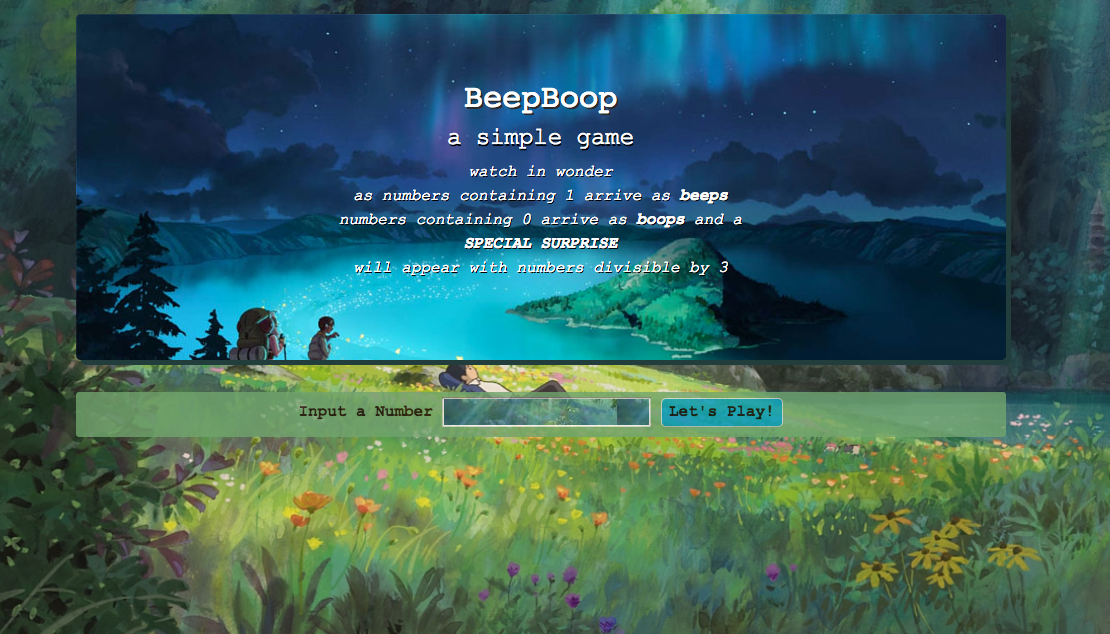 BeepBoop
a simple game
watch in wonder
as numbers containing 1 arrive as beeps
numbers containing 0 arrive as boops and a
SPECIAL SURPRISE
will appear with numbers divisible by 3
Input a Number Let's Play!